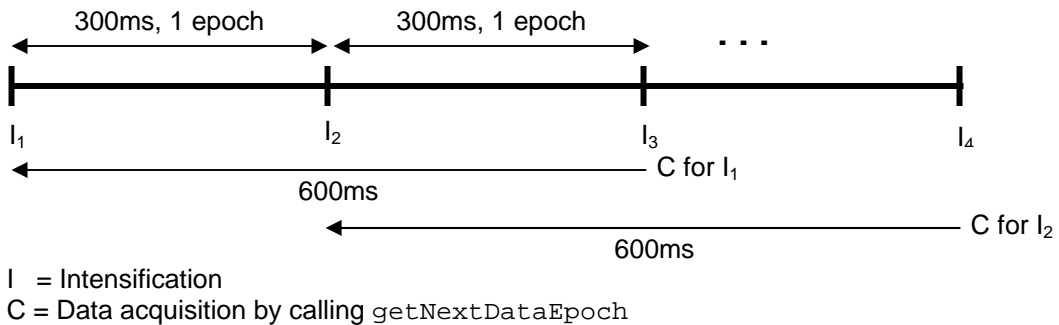 300ms, 1 epoch 300ms, 1 epoch . . .
I₁ I₂ I₃ I₄
C for I₁
600ms
C for I₂
600ms
I = Intensification
C = Data acquisition by calling getNextDataEpoch